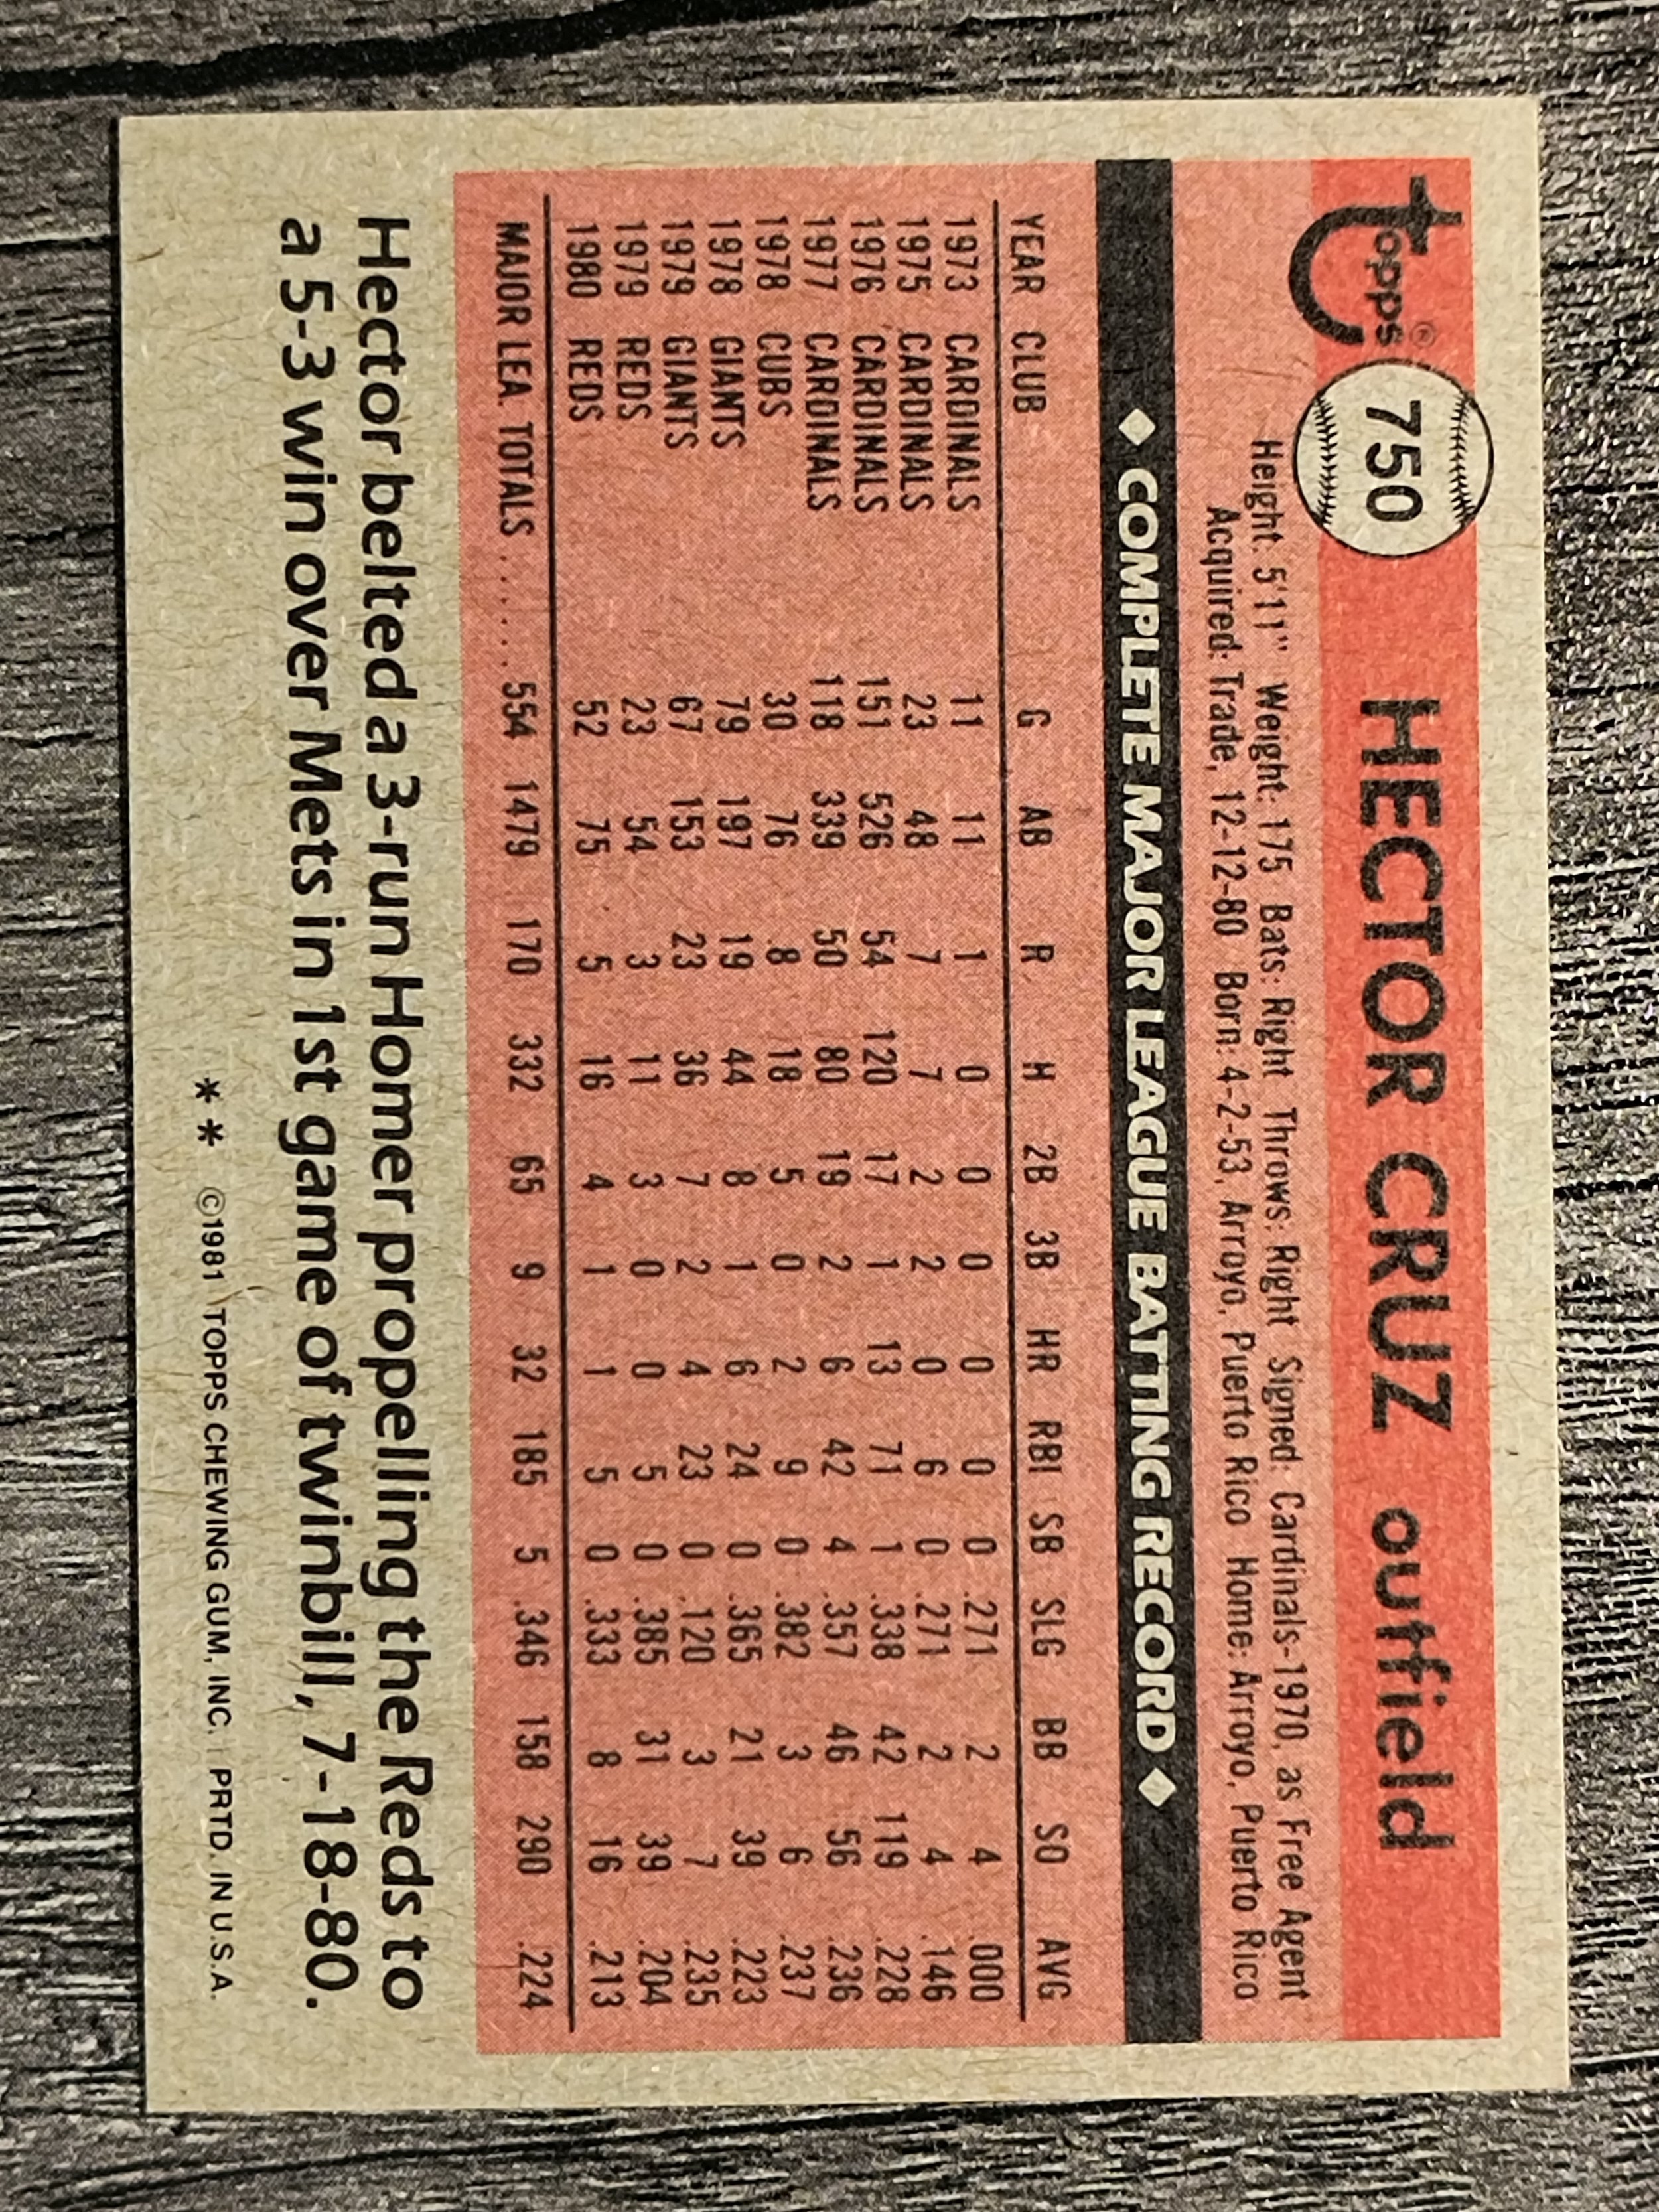 topps®
750 HECTOR CRUZ outfield
Height: 5'11" Weight: 175 Bats: Right Throws: Right Signed: Cardinals-1970, as Free Agent
Acquired: Trade, 12-12-80 Born: 4-2-53, Arroyo, Puerto Rico Home: Arroyo, Puerto Rico
◆ COMPLETE MAJOR LEAGUE BATTING RECORD ◆
YEAR CLUB G AB R H 2B 3B HR RBI SB SLG BB SO AVG
1973 CARDINALS 11 11 1 0 0 0 0 0 0 .271 2 4 .000
1975 CARDINALS 23 48 7 7 2 2 0 6 0 .271 2 4 .146
1976 CARDINALS 151 526 54 120 17 1 13 71 1 .338 42 119 .228
1977 CARDINALS 118 339 50 80 19 2 6 42 4 .357 46 56 .236
1978 CUBS 30 76 8 18 5 0 2 9 0 .382 3 6 .237
1978 GIANTS 79 197 19 44 8 1 6 24 0 .365 21 39 .223
1979 GIANTS 67 153 23 36 7 2 4 23 0 .120 3 7 .235
1979 REDS 23 54 3 11 3 0 0 5 0 .385 31 39 .204
1980 REDS 52 75 5 16 4 1 1 5 0 .333 8 16 .213
MAJOR LEA. TOTALS ....... 554 1479 170 332 65 9 32 185 5 .346 158 290 .224
Hector belted a 3-run Homer propelling the Reds to
a 5-3 win over Mets in 1st game of twinbill, 7-18-80.
** ©1981 TOPPS CHEWING GUM, INC. PRTD. IN U.S.A.